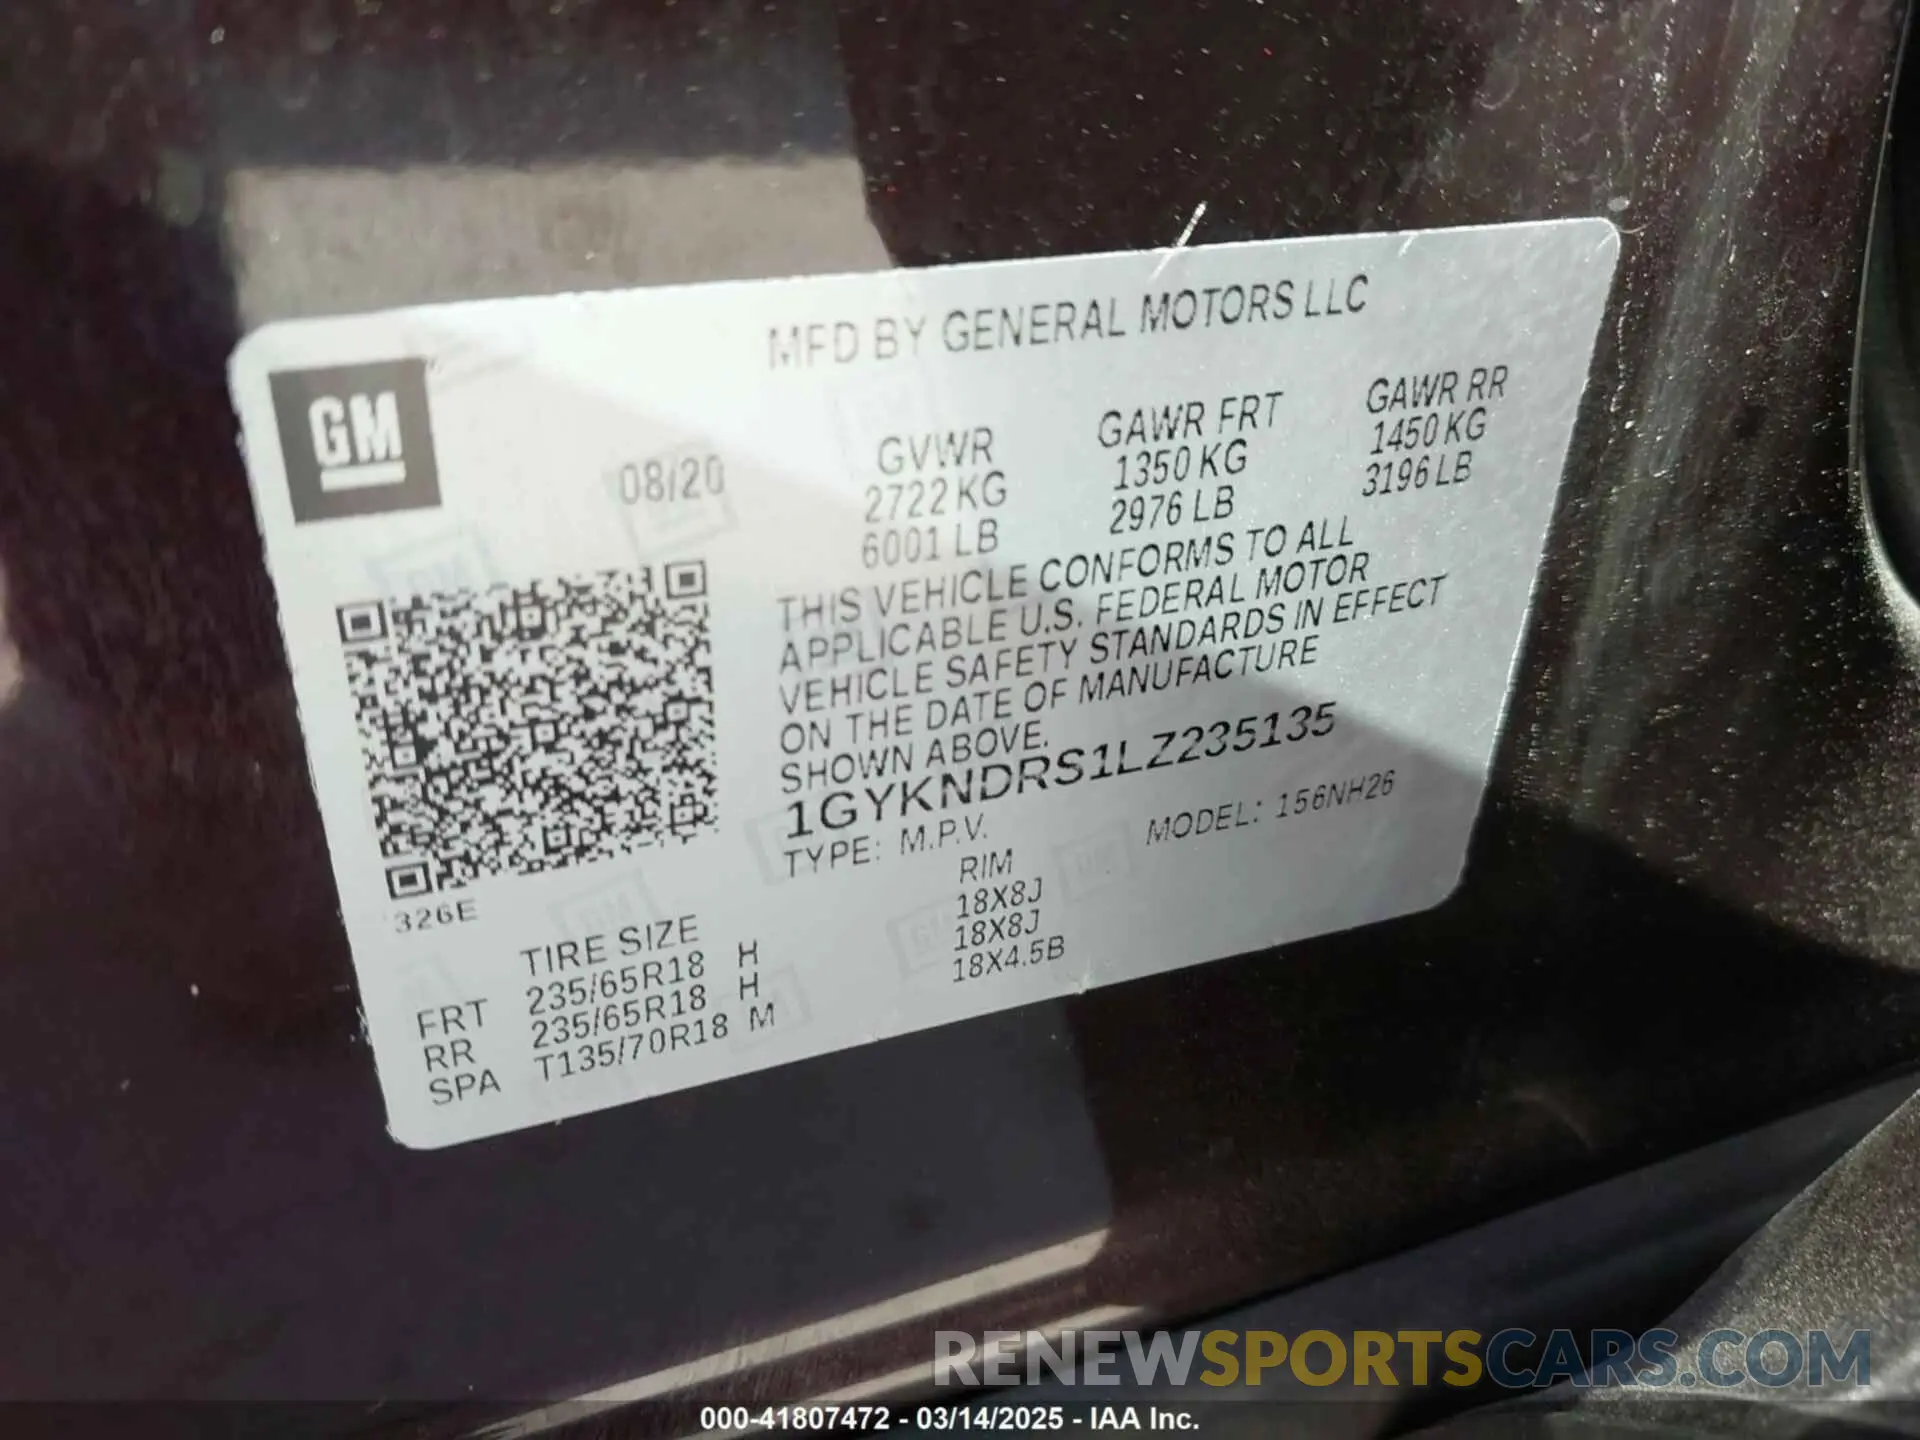 MFD BY GENERAL MOTORS LLC
GM
08/20
GVWR GAWR FRT GAWR RR
2722 KG 1350 KG 1450 KG
6001 LB 2976 LB 3196 LB
THIS VEHICLE CONFORMS TO ALL
APPLICABLE U.S. FEDERAL MOTOR
VEHICLE SAFETY STANDARDS IN EFFECT
ON THE DATE OF MANUFACTURE
SHOWN ABOVE.
1GYKNDRS1LZ235135
TYPE: M.P.V. MODEL: 156NH26
326E
TIRE SIZE RIM
FRT 235/65R18 H 18X8J
RR 235/65R18 H 18X8J
SPA T135/70R18 M 18X4.5B
RENEWSPORTSCARS.COM
000-41807472 - 03/14/2025 - IAA Inc.